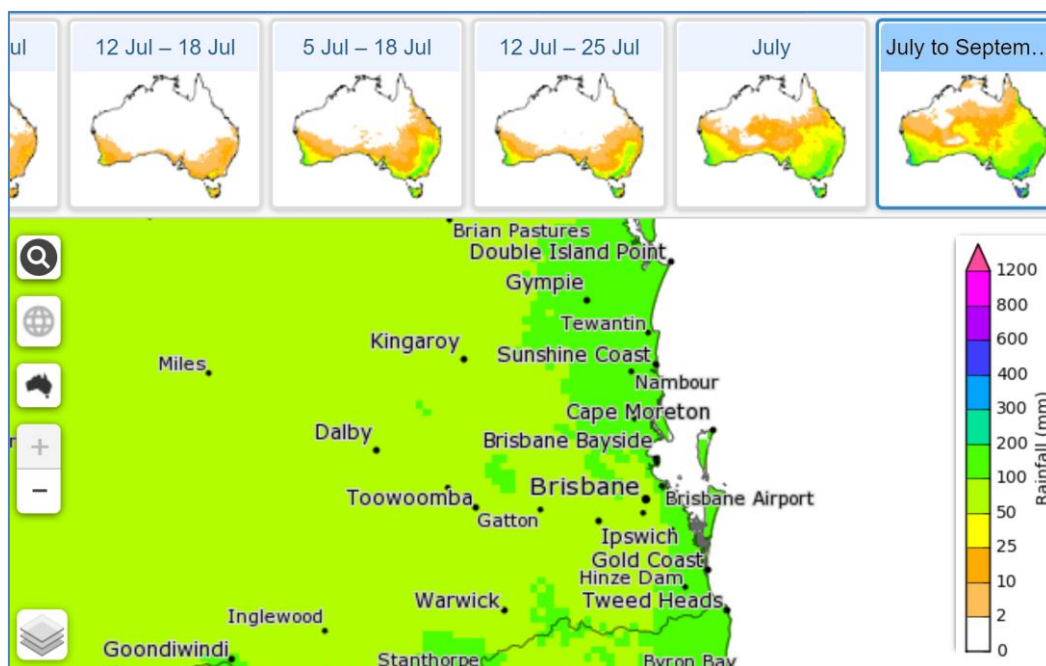 ul
12 Jul – 18 Jul
5 Jul – 18 Jul
12 Jul – 25 Jul
July
July to Septem...
Brian Pastures
Double Island Point
Gympie
Tewantin
Kingaroy
Sunshine Coast
Miles
Nambour
Cape Moreton
Dalby
Brisbane Bayside
r
Brisbane
Toowoomba
Brisbane Airport
Gatton
Ipswich
Gold Coast
Hinze Dam
Warwick
Tweed Heads
Inglewood
Goondiwindi
Stanthorpe
Byron Bay
+
−
1200
800
600
400
300
200
100
50
25
10
2
0
Rainfall (mm)